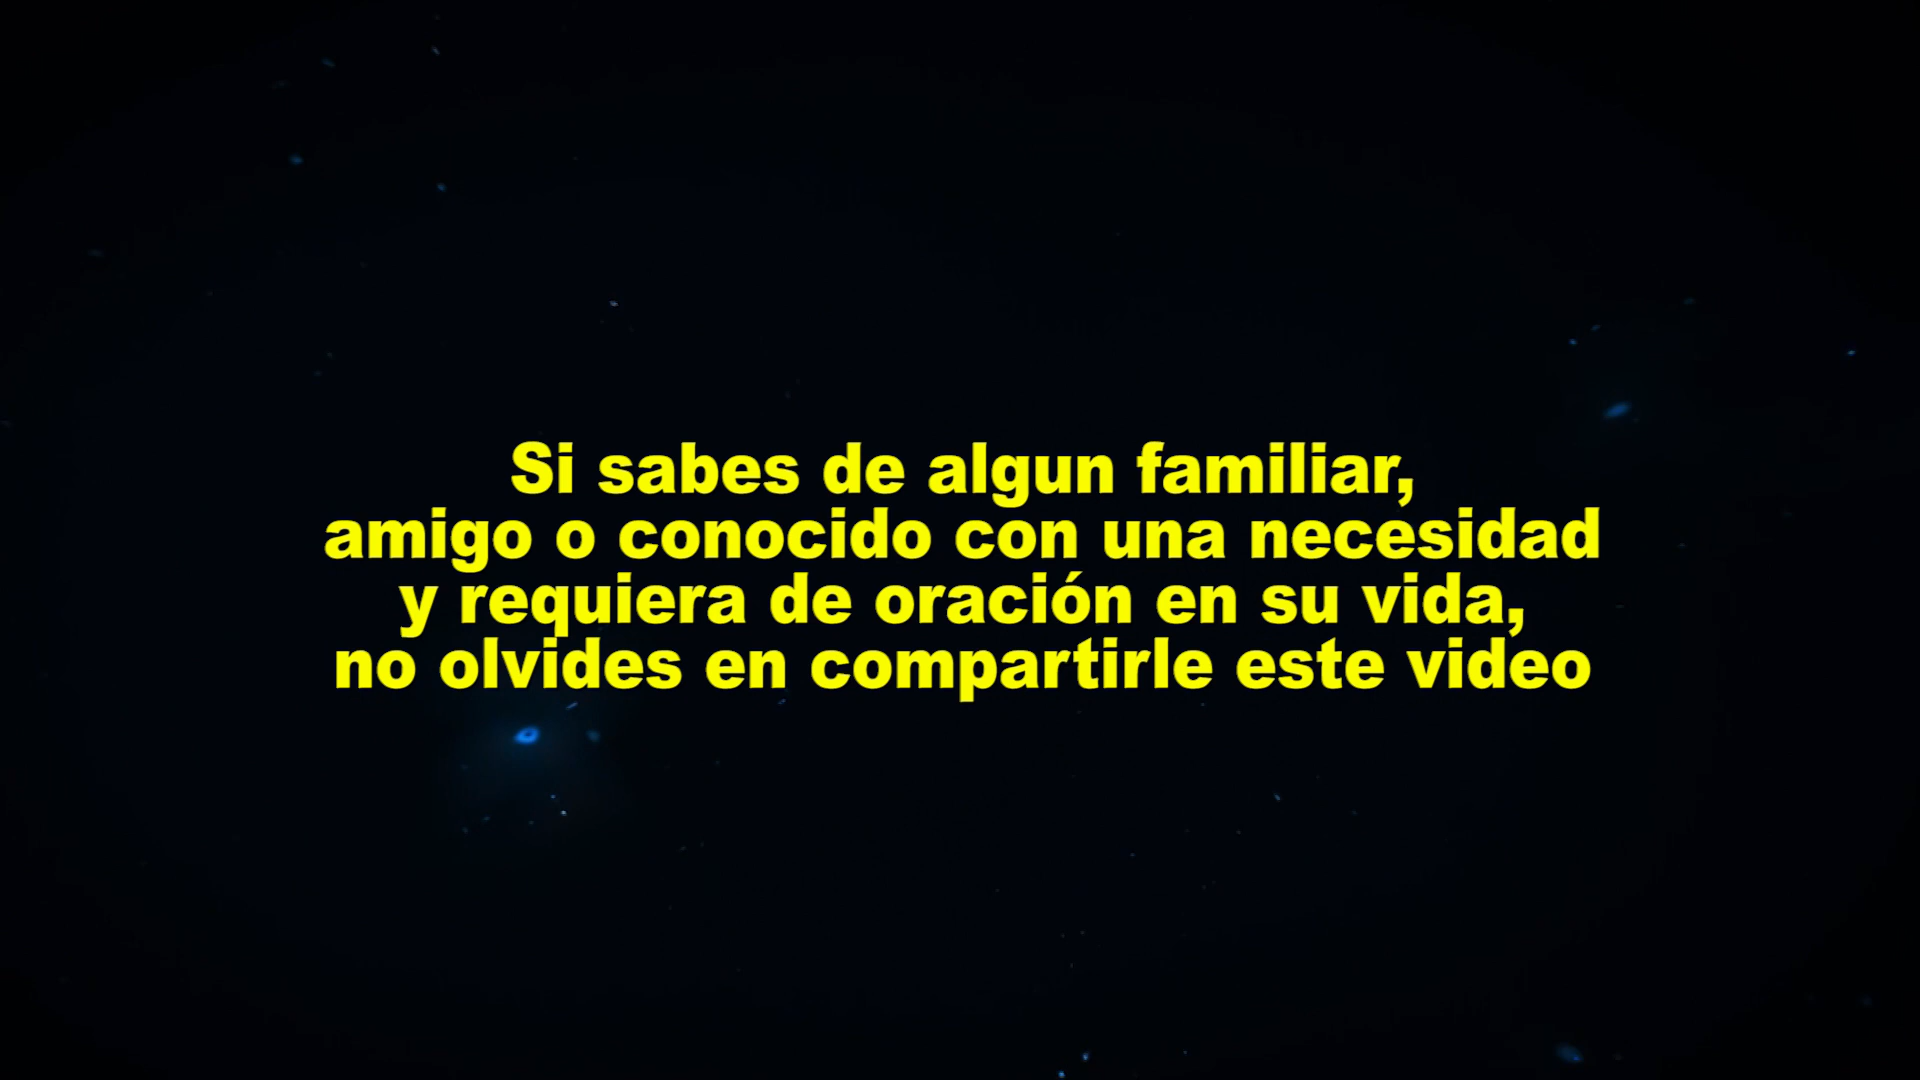 Si sabes de algun familiar,
amigo o conocido con una necesidad
y requiera de oración en su vida,
no olvides en compartirle este video